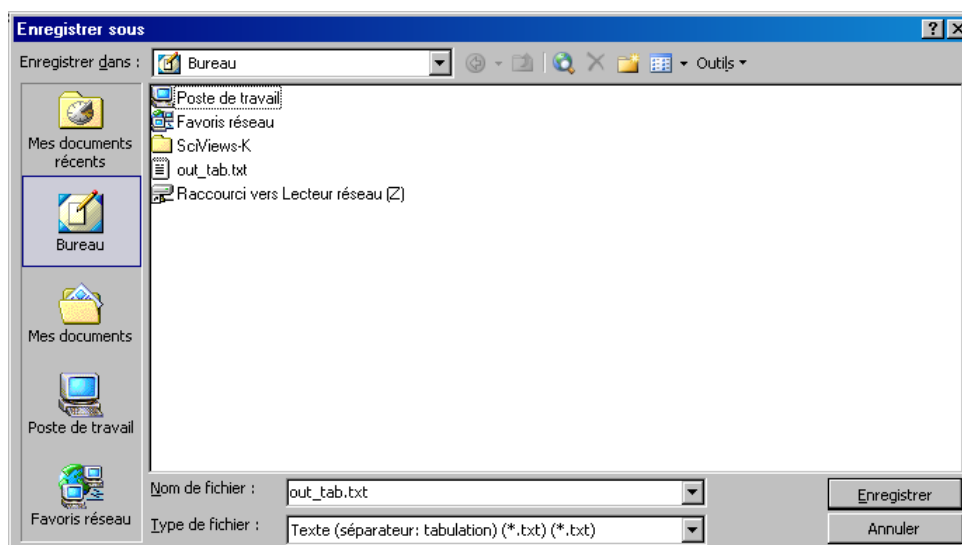 Enregistrer sous
Enregistrer dans :
Bureau
Outils
Mes documents
récents
Bureau
Mes documents
Poste de travail
Favoris réseau
Poste de travail
Favoris réseau
SciViews-K
out_tab.txt
Raccourci vers Lecteur réseau (Z)
Nom de fichier :
out_tab.txt
Enregistrer
Type de fichier :
Texte (séparateur: tabulation) (*.txt) (*.txt)
Annuler